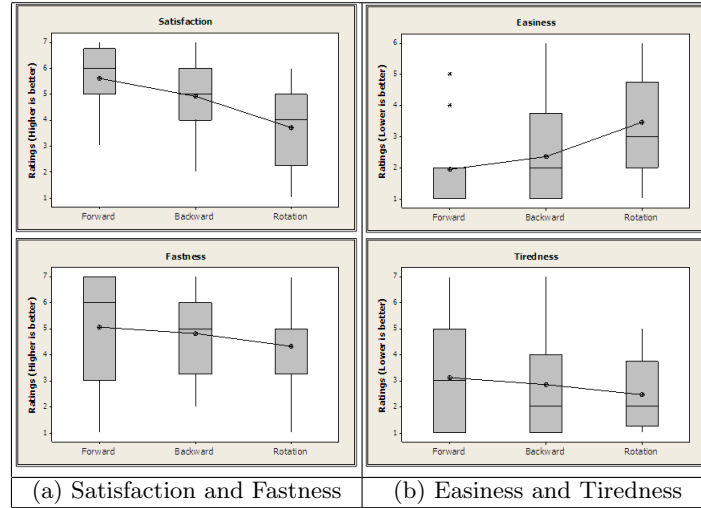 Satisfaction
Ratings (Higher is better)
7
6
5
4
3
2
1
Forward Backward Rotation
Easiness
Ratings (Lower is better)
6
5
4
3
2
1
Forward Backward Rotation
Fastness
Ratings (Higher is better)
7
6
5
4
3
2
1
Forward Backward Rotation
Tiredness
Ratings (Lower is better)
7
6
5
4
3
2
1
Forward Backward Rotation
(a) Satisfaction and Fastness
(b) Easiness and Tiredness